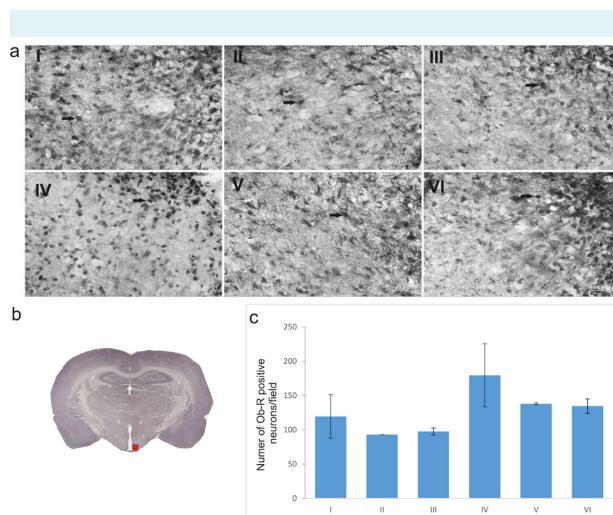 a
I
II
III
IV
V
VI
b
c
Numer of Ob-R positive
neurons/field
250
200
150
100
50
0
I
II
III
IV
V
VI